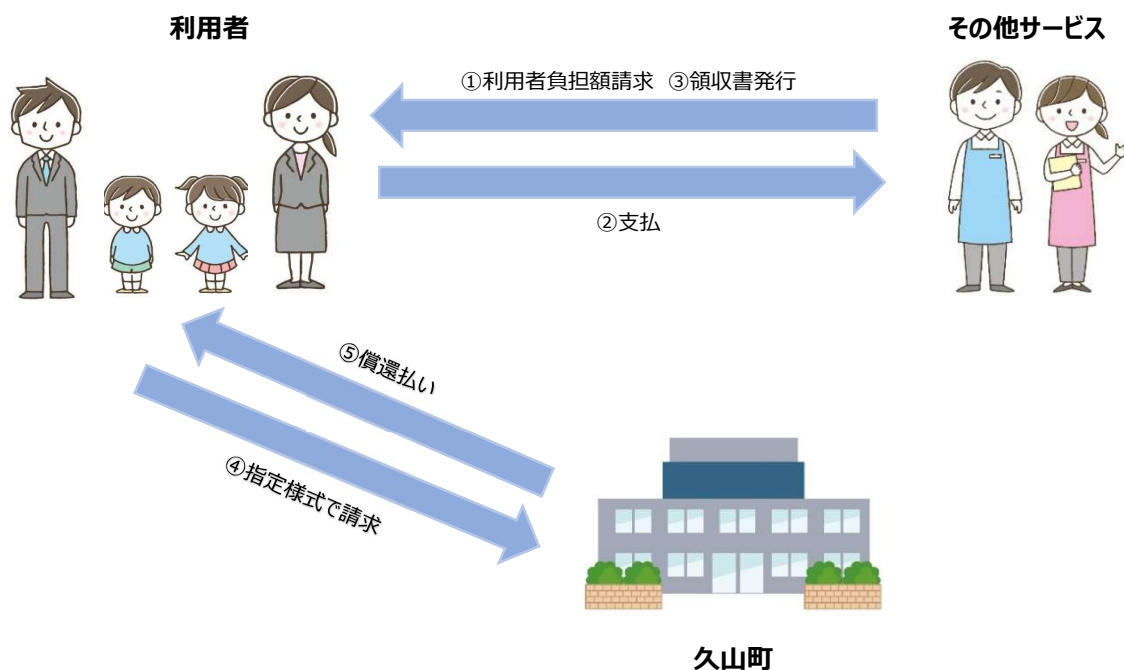 利用者
その他サービス
①利用者負担額請求 ③領収書発行
②支払
⑤償還払い
④指定様式で請求
久山町